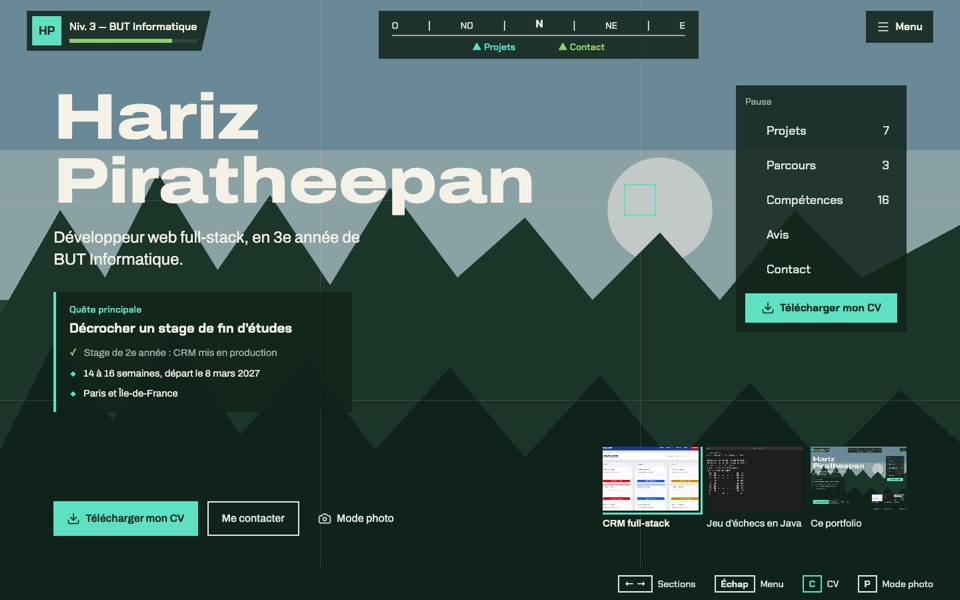 HP
Niv. 3 – BUT Informatique
O | NO | N | NE | E
Projets Contact
Menu
Hariz
Piratheepan
Développeur web full-stack, en 3e année de
BUT Informatique.
Quête principale
Décrocher un stage de fin d'études
Stage de 2e année : CRM mis en production
14 à 16 semaines, départ le 8 mars 2027
Paris et Île-de-France
Pause
Projets 7
Parcours 3
Compétences 16
Avis
Contact
Télécharger mon CV
Télécharger mon CV
Me contacter
Mode photo
Hariz
Piratheepan
CRM full-stack
Jeu d'échecs en Java
Ce portfolio
← → Sections
Échap Menu
C CV
P Mode photo